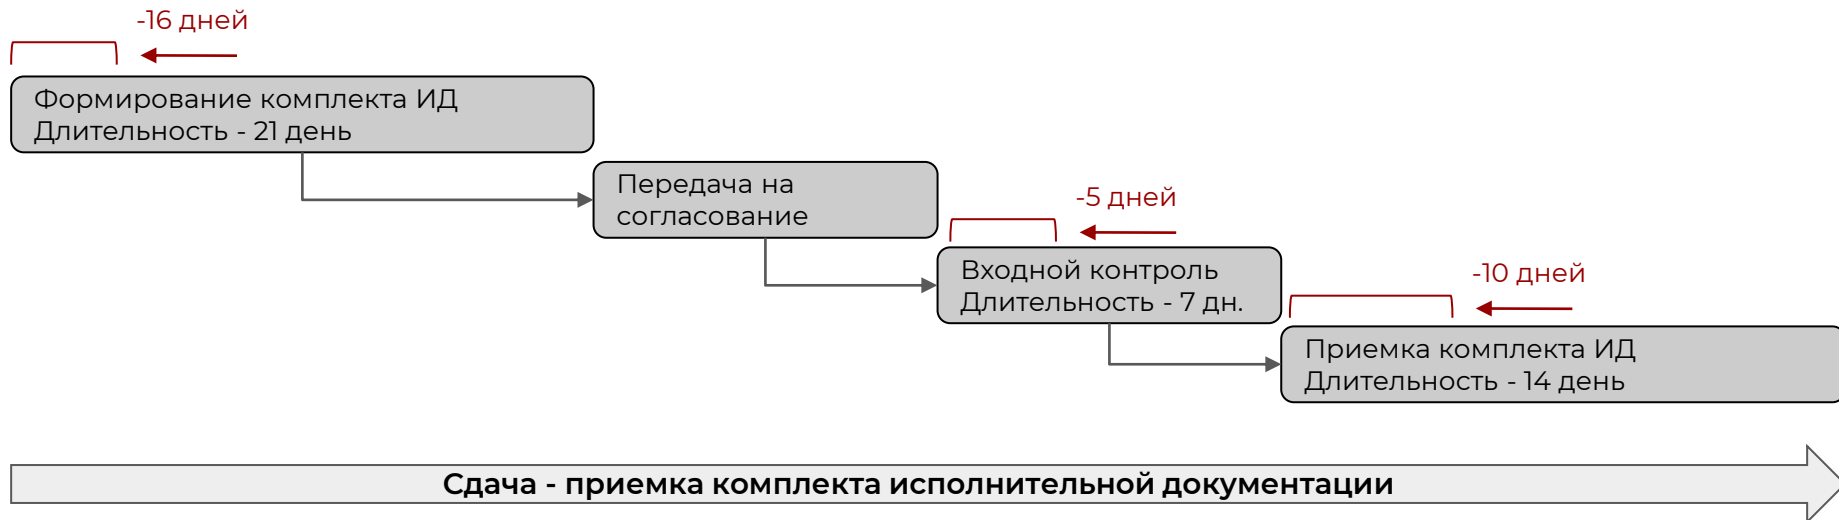 -16 дней
Формирование комплекта ИД
Длительность - 21 день
Передача на
согласование
-5 дней
Входной контроль
Длительность - 7 дн.
-10 дней
Приемка комплекта ИД
Длительность - 14 день
Сдача - приемка комплекта исполнительной документации